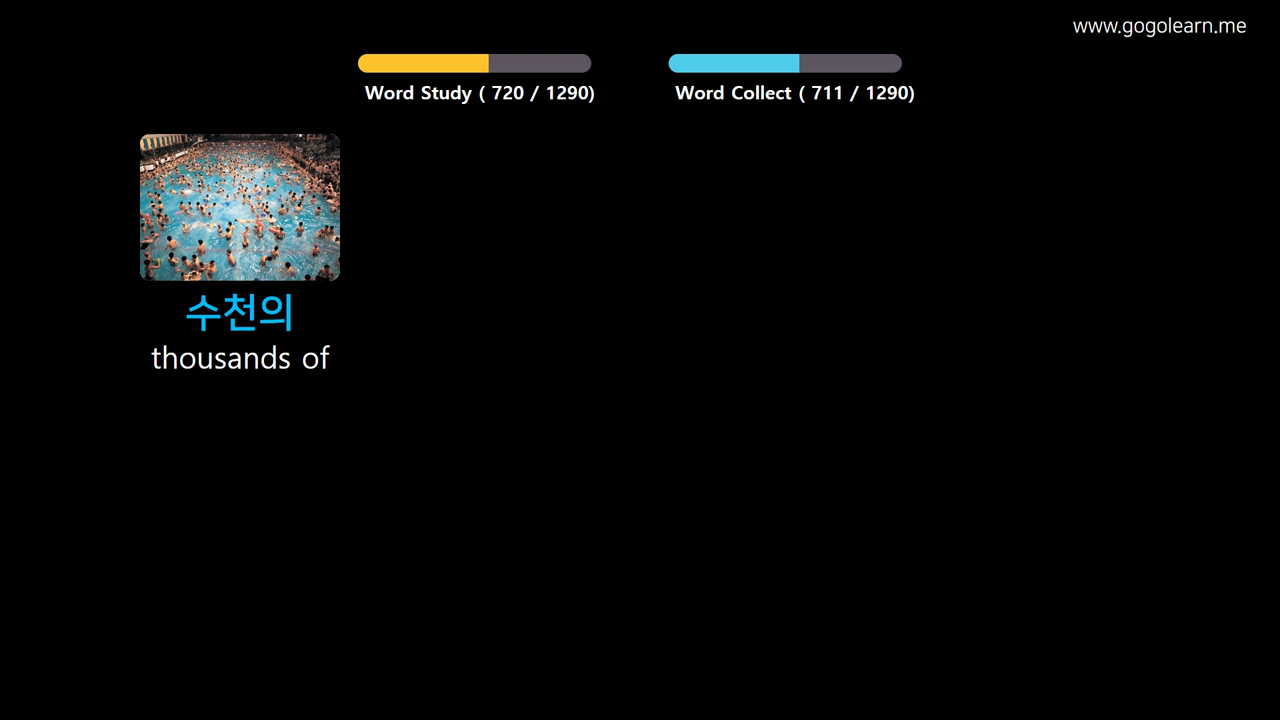 www.gogolearn.me
Word Study ( 720 / 1290)
Word Collect ( 711 / 1290)
수천의
thousands of